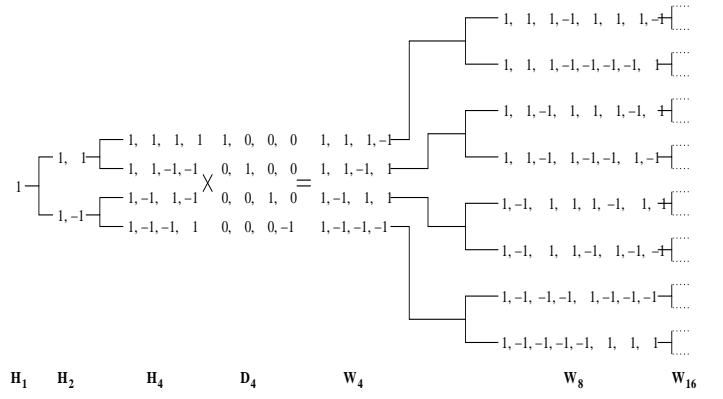 1
1, 1
1, –1
1, 1, 1, 1
1, 1, –1, –1
1, –1, 1, –1
1, –1, –1, 1
×
1, 0, 0, 0
0, 1, 0, 0
0, 0, 1, 0
0, 0, 0, –1
=
1, 1, 1, –1
1, 1, –1, 1
1, –1, 1, 1
1, –1, –1, –1
1, 1, 1, –1, 1, 1, 1, –1
1, 1, 1, –1, –1, –1, –1, 1
1, 1, –1, 1, 1, 1, –1, 1
1, 1, –1, 1, –1, –1, 1, –1
1, –1, 1, 1, 1, –1, 1, 1
1, –1, 1, 1, –1, 1, –1, –1
1, –1, –1, –1, 1, –1, –1, –1
1, –1, –1, –1, –1, 1, 1, 1
H1 H2 H4 D4 W4 W8 W16